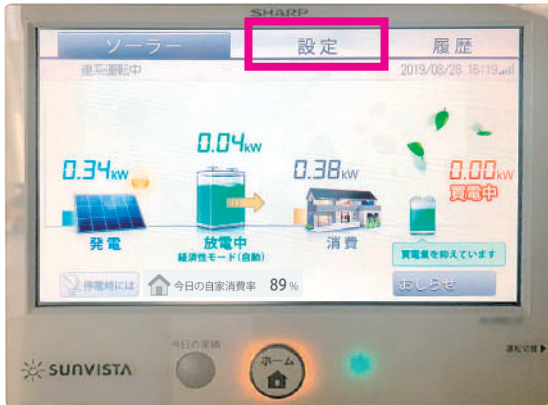 SHARP
ソーラー 設定 履歴
連系運転中 2019/08/28 16:19
0.04kW
0.34kW 0.38kW 0.00kW
買電中
発電 放電中 消費
経済性モード(自動)
買電量を抑えています
停電時には 今日の自家消費率 89% おしらせ
今日の実績 ホーム 運転切替▶
SUNVISTA